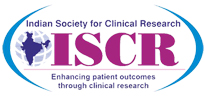 Indian Society for Clinical Research
ISCR
Enhancing patient outcomes
through clinical research